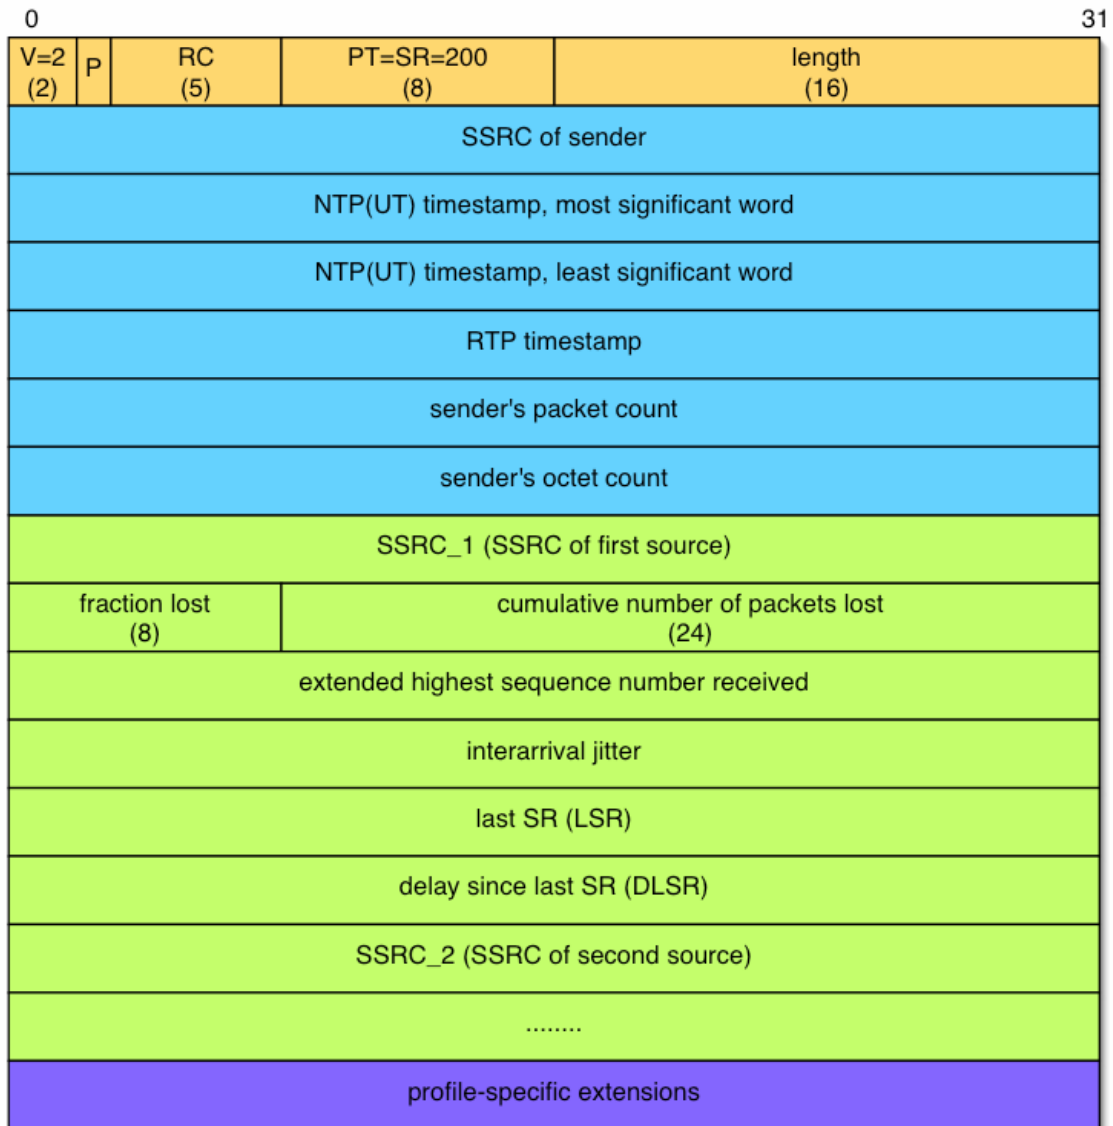 0 31
V=2 P RC PT=SR=200 length
(2) (5) (8) (16)
SSRC of sender
NTP(UT) timestamp, most significant word
NTP(UT) timestamp, least significant word
RTP timestamp
sender's packet count
sender's octet count
SSRC_1 (SSRC of first source)
fraction lost cumulative number of packets lost
(8) (24)
extended highest sequence number received
interarrival jitter
last SR (LSR)
delay since last SR (DLSR)
SSRC_2 (SSRC of second source)
........
profile-specific extensions